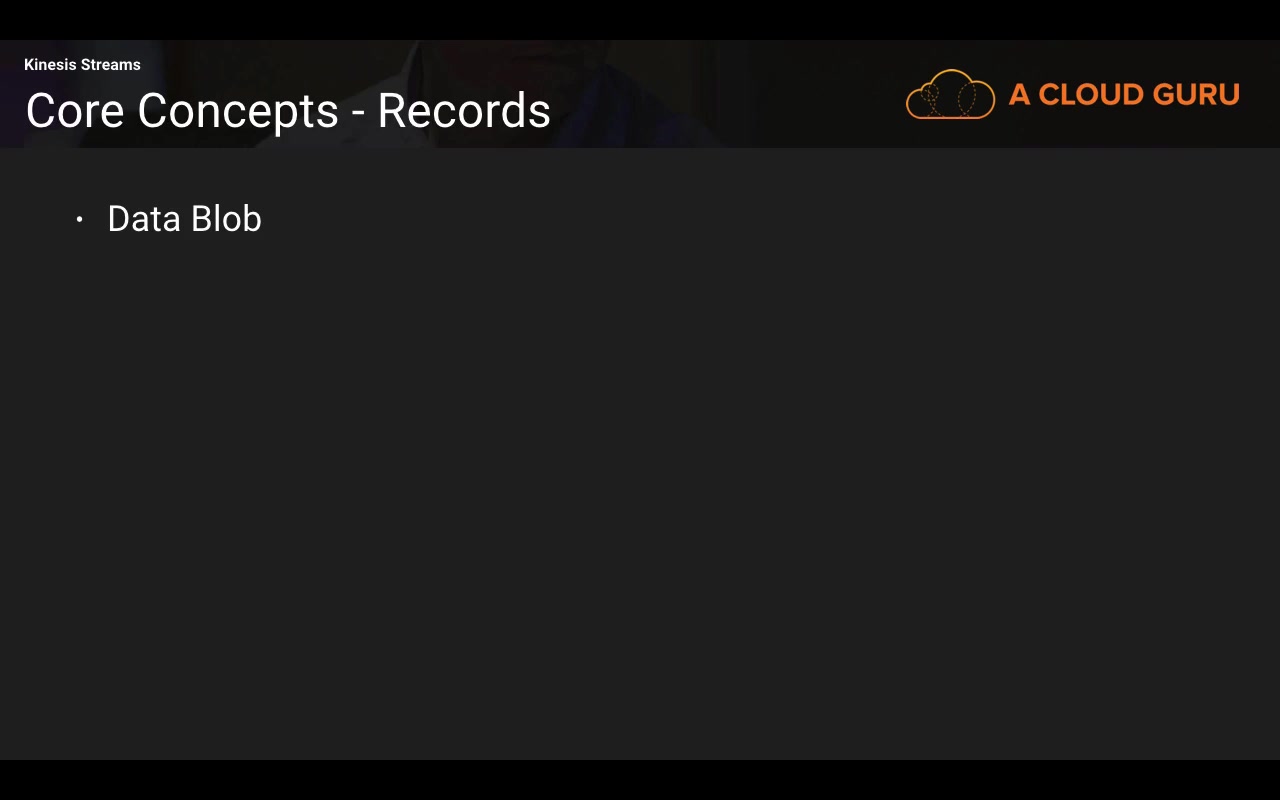 Kinesis Streams
Core Concepts - Records
A CLOUD GURU
• Data Blob